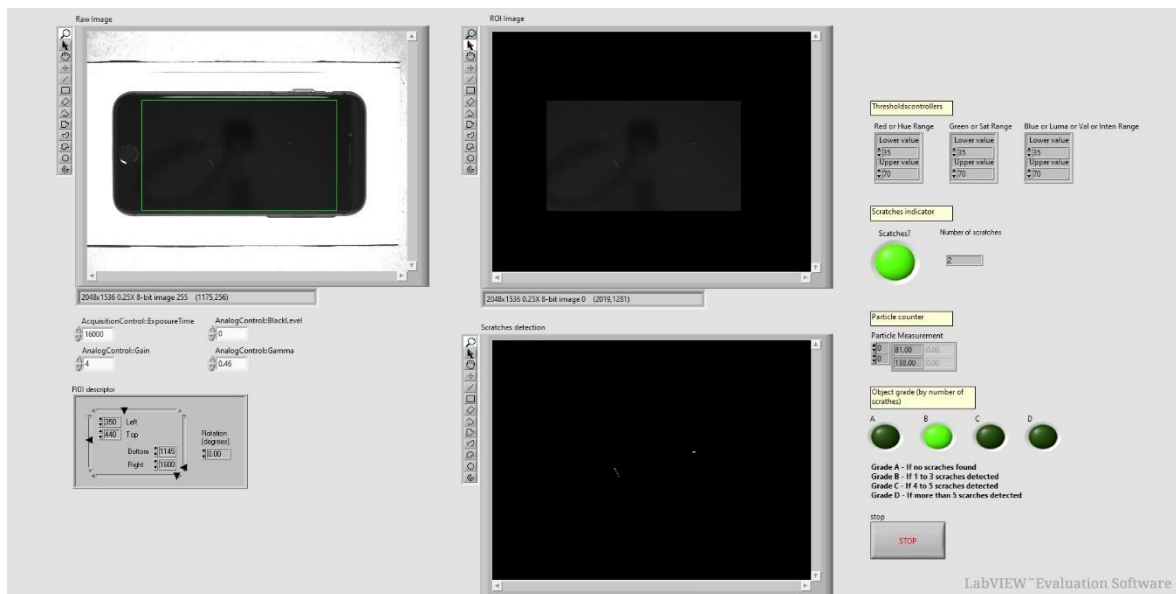 Raw Image
2048x1536 0.25X 8-bit image 255 (1175,256)
AcquisitionControl::ExposureTime
16000
AnalogControl::BlackLevel
0
AnalogControl::Gain
4
AnalogControl::Gamma
0.46
ROI descriptor
350 Left
440 Top
Bottom 1145
Right 1600
Rotation
(degrees)
0.00
ROI Image
2048x1536 0.25X 8-bit image 0 (2019,1281)
Scratches detection
Thresholdscontrollers
Red or Hue Range
Lower value
35
Upper value
70
Green or Sat Range
Lower value
35
Upper value
70
Blue or Luma or Val or Inten Range
Lower value
35
Upper value
70
Scratches indicator
Scatches?
Number of scratches
2
Particle counter
Particle Measurement
0 81.00 0.00
0 138.00 0.00
Object grade (by number of
scrathes)
A B C D
Grade A - If no scraches found
Grade B - If 1 to 3 scraches detected
Grade C - If 4 to 5 scraches detected
Grade D - If more than 5 scarches detected
stop
STOP
LabVIEW™ Evaluation Software